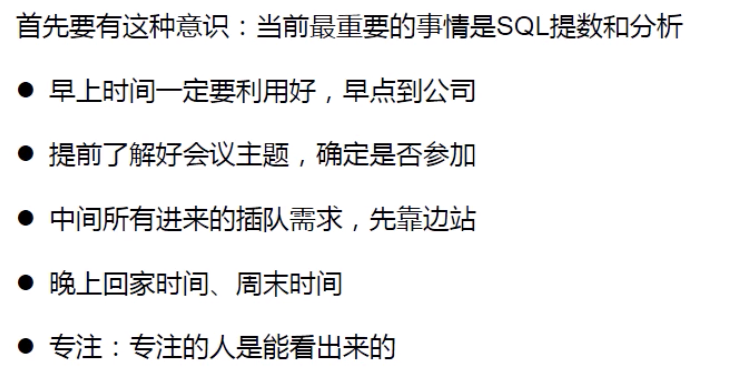 首先要有这种意识：当前最重要的事情是SQL提数和分析
● 早上时间一定要利用好，早点到公司
● 提前了解好会议主题，确定是否参加
● 中间所有进来的插队需求，先靠边站
● 晚上回家时间、周末时间
● 专注：专注的人是能看出来的